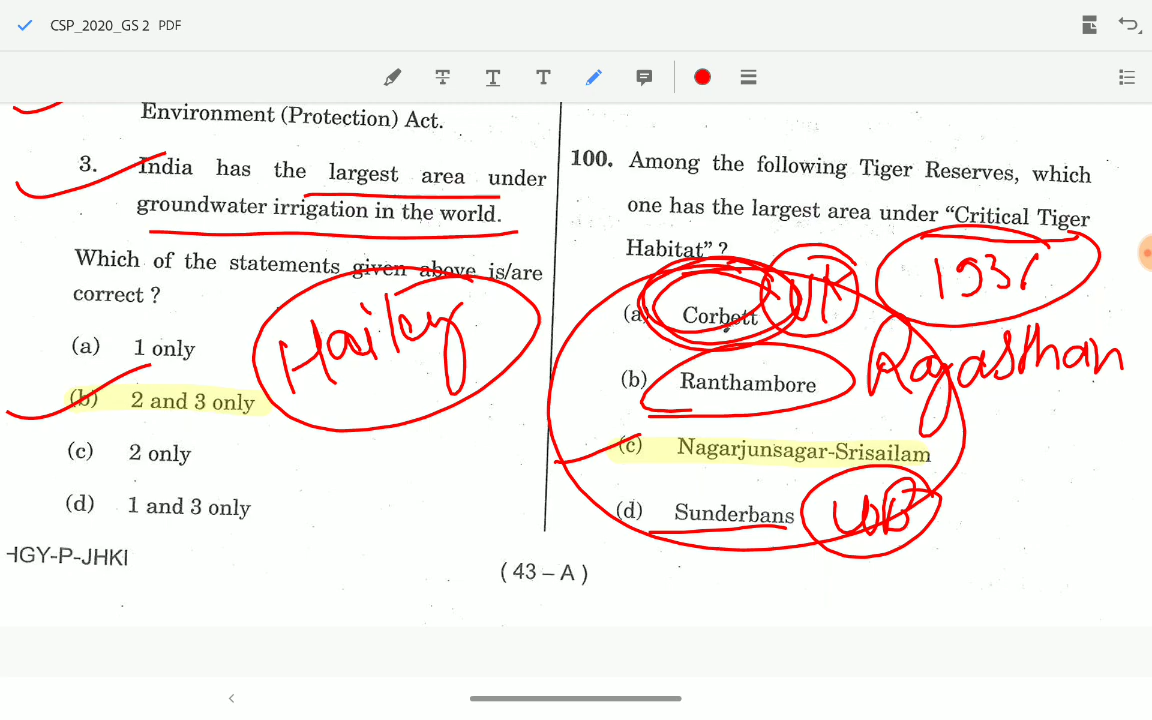 CSP_2020_GS 2 PDF
Environment (Protection) Act.
3. India has the largest area under
groundwater irrigation in the world.
Which of the statements given above is/are
correct ?
(a) 1 only
(b) 2 and 3 only
(c) 2 only
(d) 1 and 3 only
HGY-P-JHKI
Hailey
100. Among the following Tiger Reserves, which
one has the largest area under “Critical Tiger
Habitat” ?
(a) Corbett UK
(b) Ranthambore Rajasthan
(c) Nagarjunsagar-Srisailam
(d) Sunderbans WB
( 43 – A )